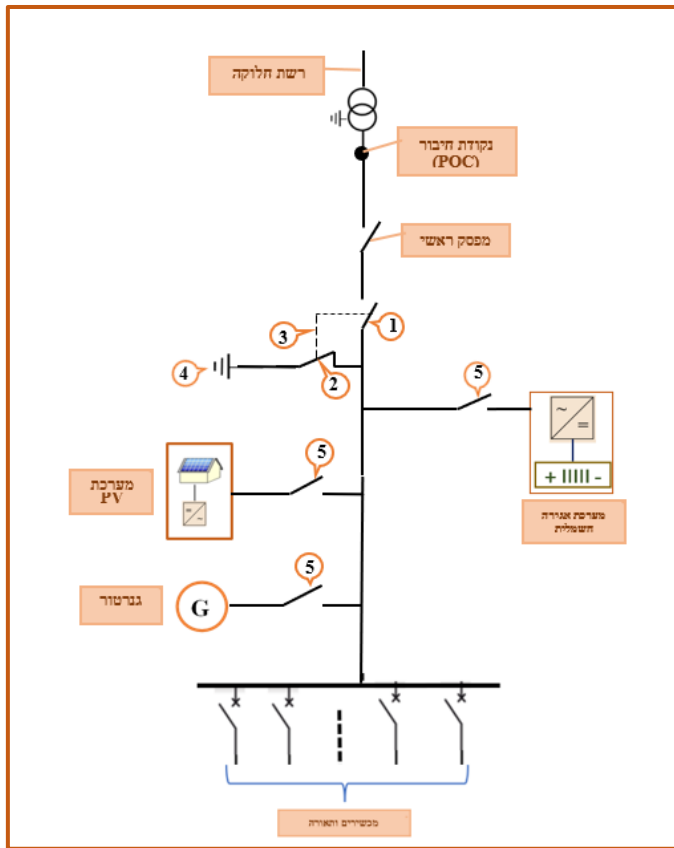 רשת חלוקה
נקודת חיבור
(POC)
מפסק ראשי
1
3
4
2
5
~
=
+ -
מערכת אגירה
חשמלית
5
מערכת
PV
=
~
5
גנרטור
G
מכשירים ותאורה